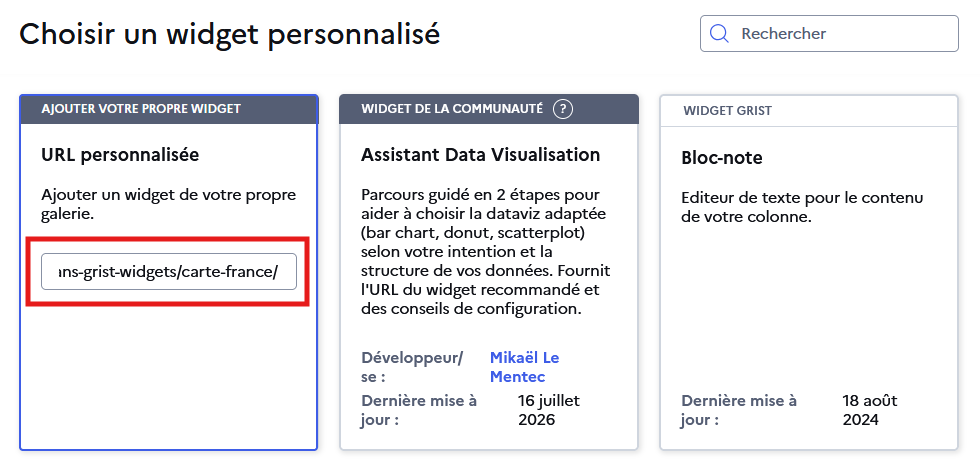 Choisir un widget personnalisé
Rechercher
AJOUTER VOTRE PROPRE WIDGET
URL personnalisée
Ajouter un widget de votre propre
galerie.
ans-grist-widgets/carte-france/
WIDGET DE LA COMMUNAUTÉ ?
Assistant Data Visualisation
Parcours guidé en 2 étapes pour
aider à choisir la dataviz adaptée
(bar chart, donut, scatterplot)
selon votre intention et la
structure de vos données. Fournit
l'URL du widget recommandé et
des conseils de configuration.
Développeur/
se :
Mikaël Le
Mentec
Dernière mise à
jour :
16 juillet
2026
WIDGET GRIST
Bloc-note
Editeur de texte pour le contenu
de votre colonne.
Dernière mise à
jour :
18 août
2024